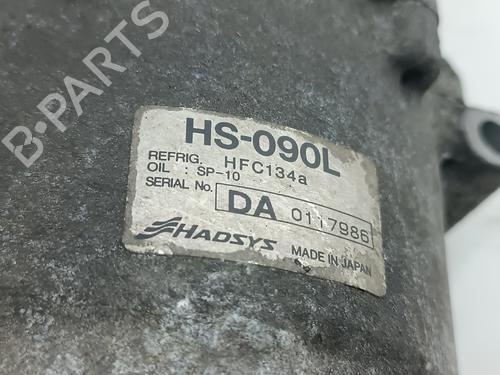 B-PARTS
HS-090L
REFRIG. HFC134a
OIL : SP-10
SERIAL No. DA 0117986
HADSYS
MADE IN JAPAN